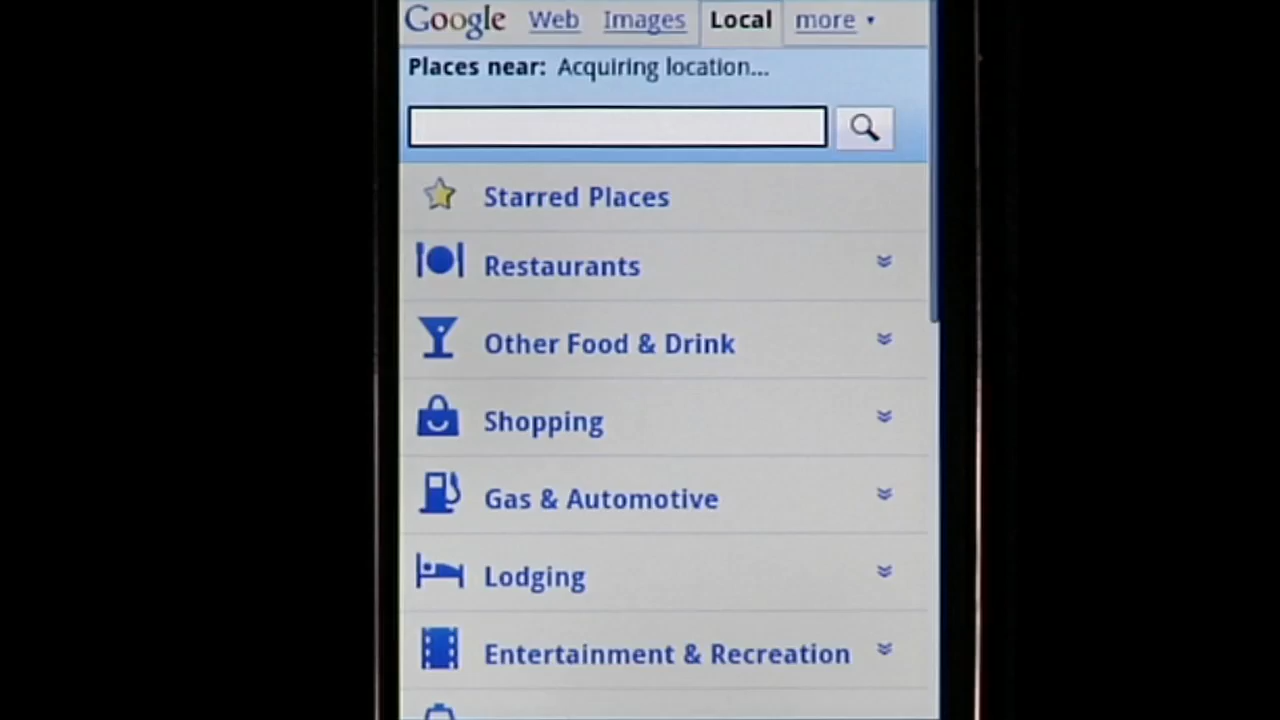 Google Web Images Local more
Places near: Acquiring location...
Starred Places
Restaurants
Other Food & Drink
Shopping
Gas & Automotive
Lodging
Entertainment & Recreation